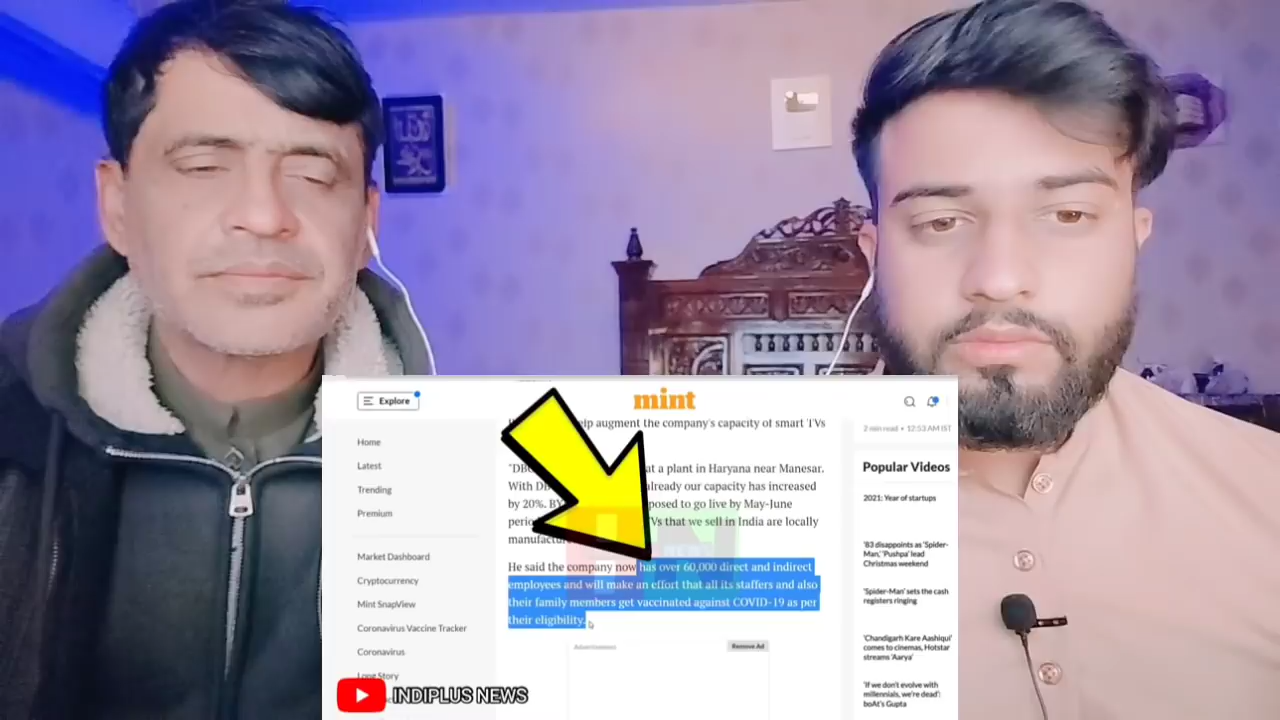 Explore
mint
elp augment the company's capacity of smart TVs
2 min read • 12:53 AM IST
Home
Latest
Trending
Premium
Market Dashboard
Cryptocurrency
Mint SnapView
Coronavirus Vaccine Tracker
Coronavirus
Long Story
at a plant in Haryana near Manesar.
With already our capacity has increased
by 20%. posed to go live by May-June
TVs that we sell in India are locally
He said the company now has over 60,000 direct and indirect
employees and will make an effort that all its staffers and also
their family members get vaccinated against COVID-19 as per
their eligibility.
Advertisement
Remove Ad
Popular Videos
2021: Year of startups
'83 disappoints as 'Spider-
Man,' 'Pushpa' lead
Christmas weekend
'Spider-Man' sets the cash
registers ringing
'Chandigarh Kare Aashiqui'
comes to cinemas, Hotstar
streams 'Aarya'
'If we don't evolve with
millennials, we're dead':
boAt's Gupta
INDIPLUS NEWS